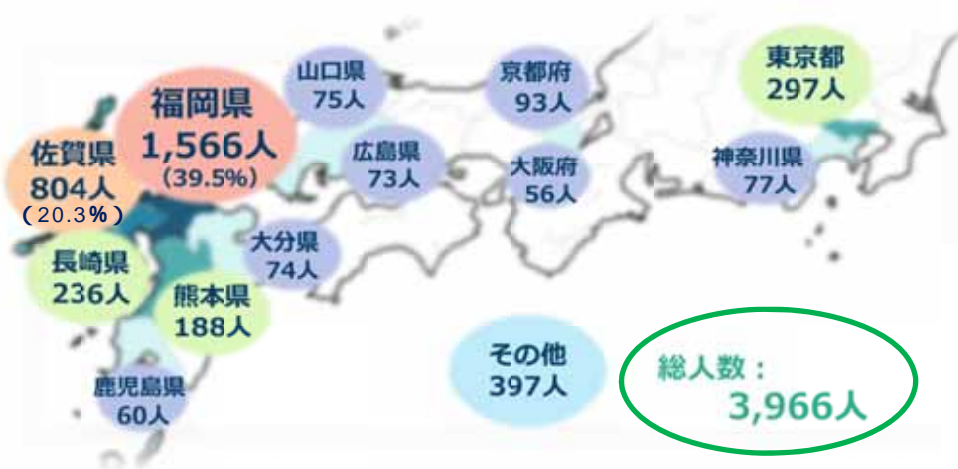 山口県
75人
京都府
93人
東京都
297人
福岡県
1,566人
(39.5%)
佐賀県
804人
(20.3%)
広島県
73人
大阪府
56人
神奈川県
77人
大分県
74人
長崎県
236人
熊本県
188人
その他
397人
総人数：
3,966人
鹿児島県
60人